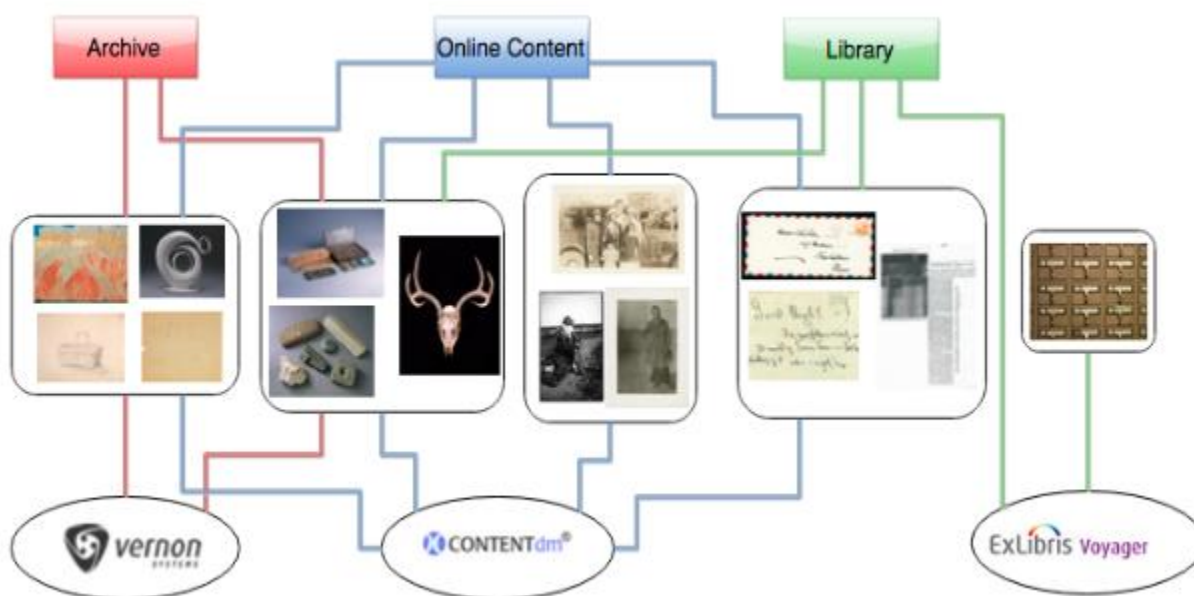 Archive
Online Content
Library
vernon
SYSTEMS
CONTENTdm®
ExLibris Voyager